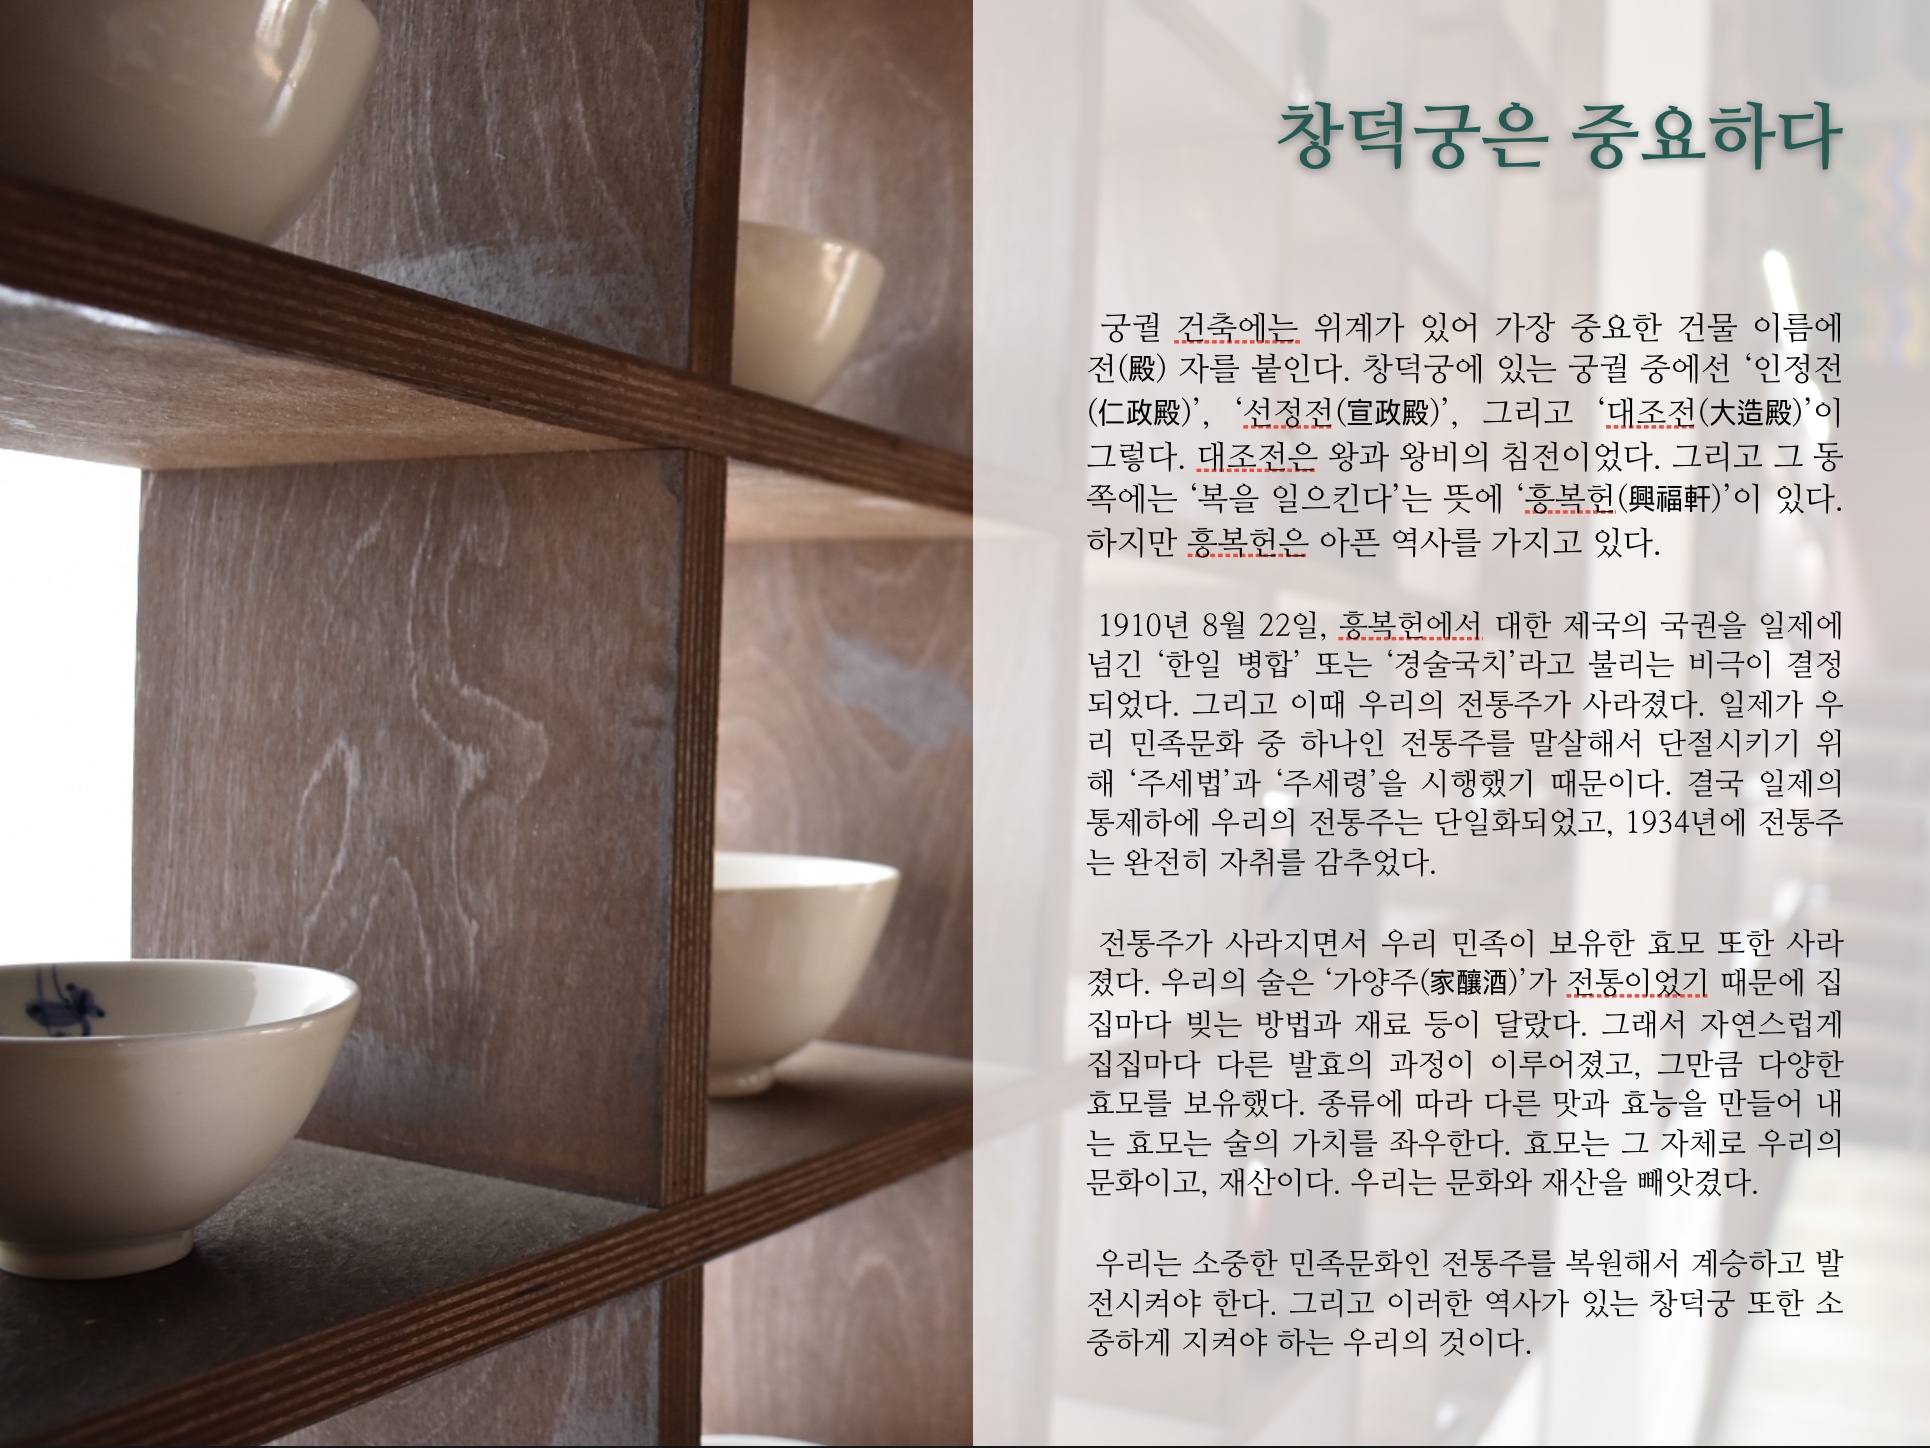 창덕궁은 중요하다
궁궐 건축에는 위계가 있어 가장 중요한 건물 이름에
전(殿) 자를 붙인다. 창덕궁에 있는 궁궐 중에선 ‘인정전
(仁政殿)’, ‘선정전(宣政殿)’, 그리고 ‘대조전(大造殿)’이
그렇다. 대조전은 왕과 왕비의 침전이었다. 그리고 그 동
쪽에는 ‘복을 일으킨다’는 뜻에 ‘흥복헌(興福軒)’이 있다.
하지만 흥복헌은 아픈 역사를 가지고 있다.
1910년 8월 22일, 흥복헌에서 대한 제국의 국권을 일제에
넘긴 ‘한일 병합’ 또는 ‘경술국치’라고 불리는 비극이 결정
되었다. 그리고 이때 우리의 전통주가 사라졌다. 일제가 우
리 민족문화 중 하나인 전통주를 말살해서 단절시키기 위
해 ‘주세법’과 ‘주세령’을 시행했기 때문이다. 결국 일제의
통제하에 우리의 전통주는 단일화되었고, 1934년에 전통주
는 완전히 자취를 감추었다.
전통주가 사라지면서 우리 민족이 보유한 효모 또한 사라
졌다. 우리의 술은 ‘가양주(家釀酒)’가 전통이었기 때문에 집
집마다 빚는 방법과 재료 등이 달랐다. 그래서 자연스럽게
집집마다 다른 발효의 과정이 이루어졌고, 그만큼 다양한
효모를 보유했다. 종류에 따라 다른 맛과 효능을 만들어 내
는 효모는 술의 가치를 좌우한다. 효모는 그 자체로 우리의
문화이고, 재산이다. 우리는 문화와 재산을 빼앗겼다.
우리는 소중한 민족문화인 전통주를 복원해서 계승하고 발
전시켜야 한다. 그리고 이러한 역사가 있는 창덕궁 또한 소
중하게 지켜야 하는 우리의 것이다.